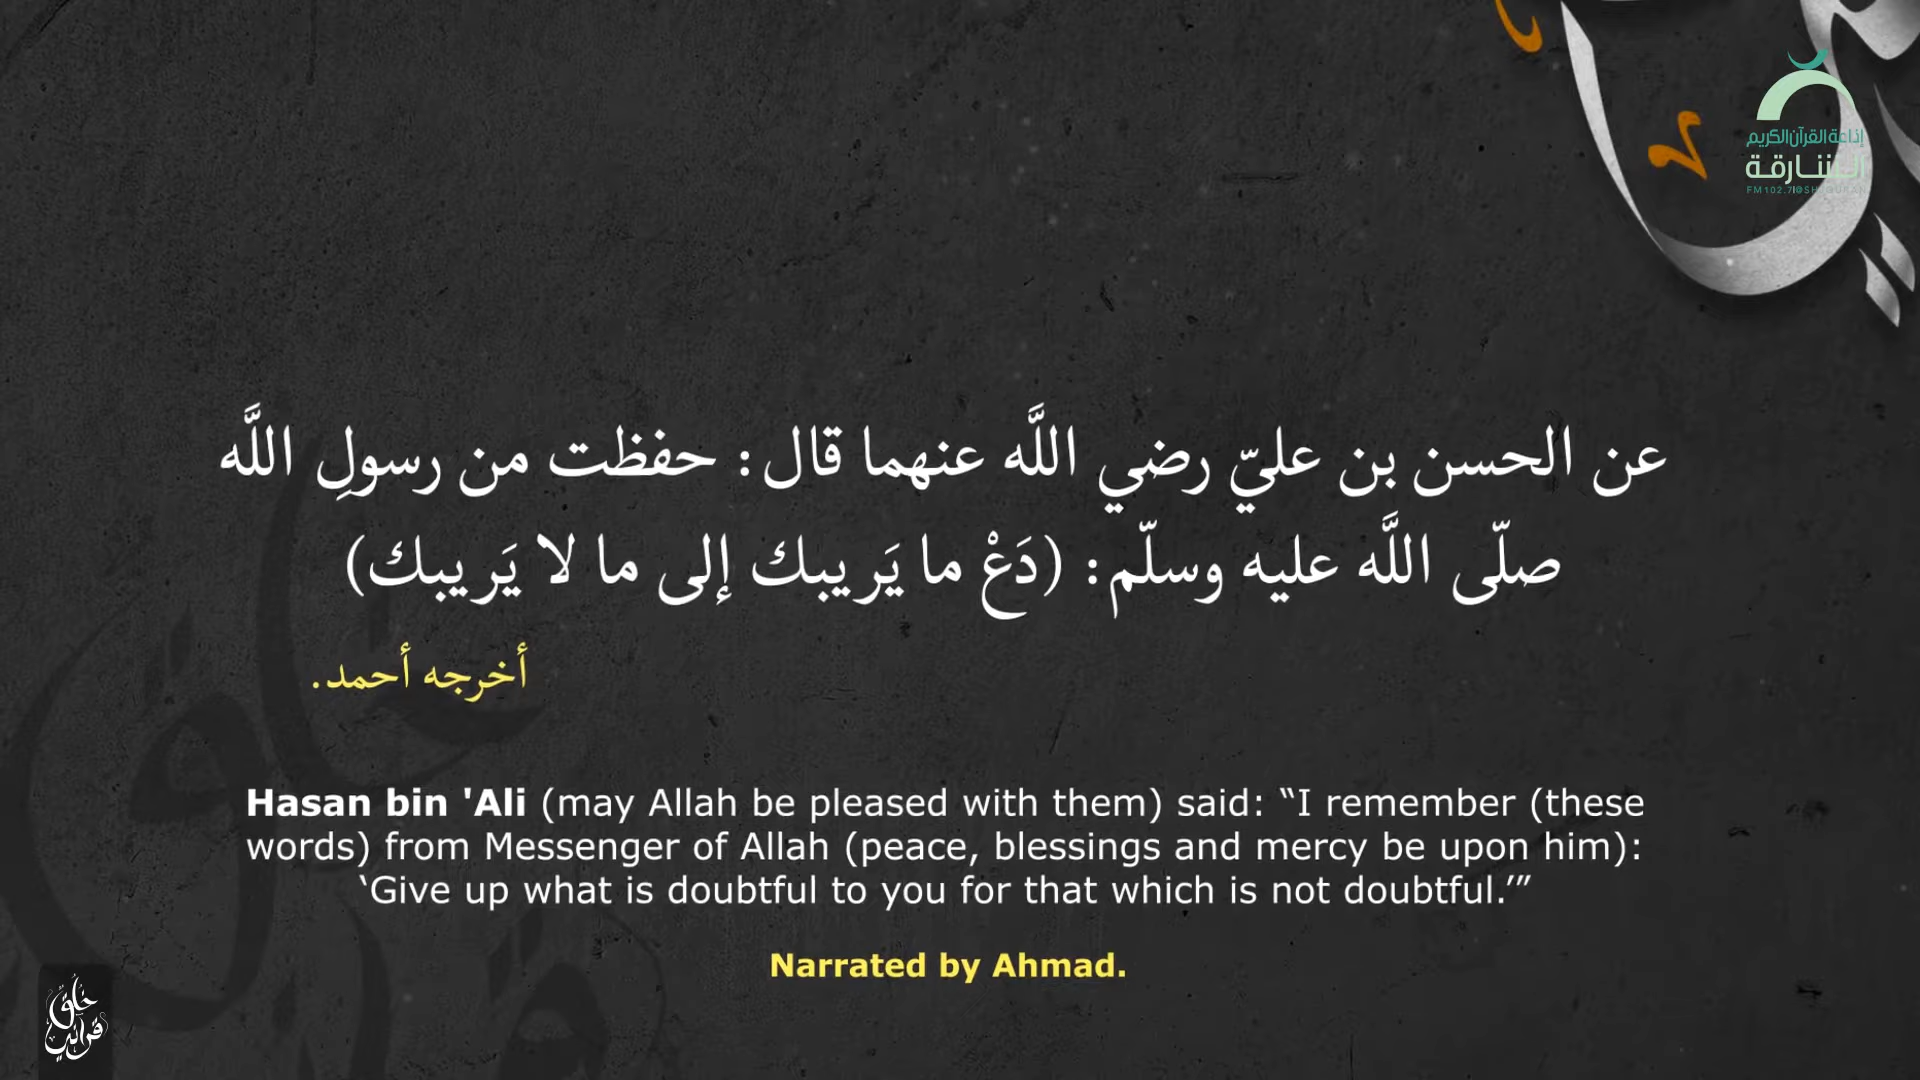 إذاعة القرآن الكريم
الشارقة
عن الحسن بن عليّ رضي اللَّه عنهما قال: حفظت من رسولِ اللَّه
صلّى اللَّه عليه وسلّم: (دَعْ ما يَريبك إلى ما لا يَريبك)
أخرجه أحمد.
Hasan bin 'Ali (may Allah be pleased with them) said: “I remember (these
words) from Messenger of Allah (peace, blessings and mercy be upon him):
‘Give up what is doubtful to you for that which is not doubtful.’”
Narrated by Ahmad.
خلق
قرآني